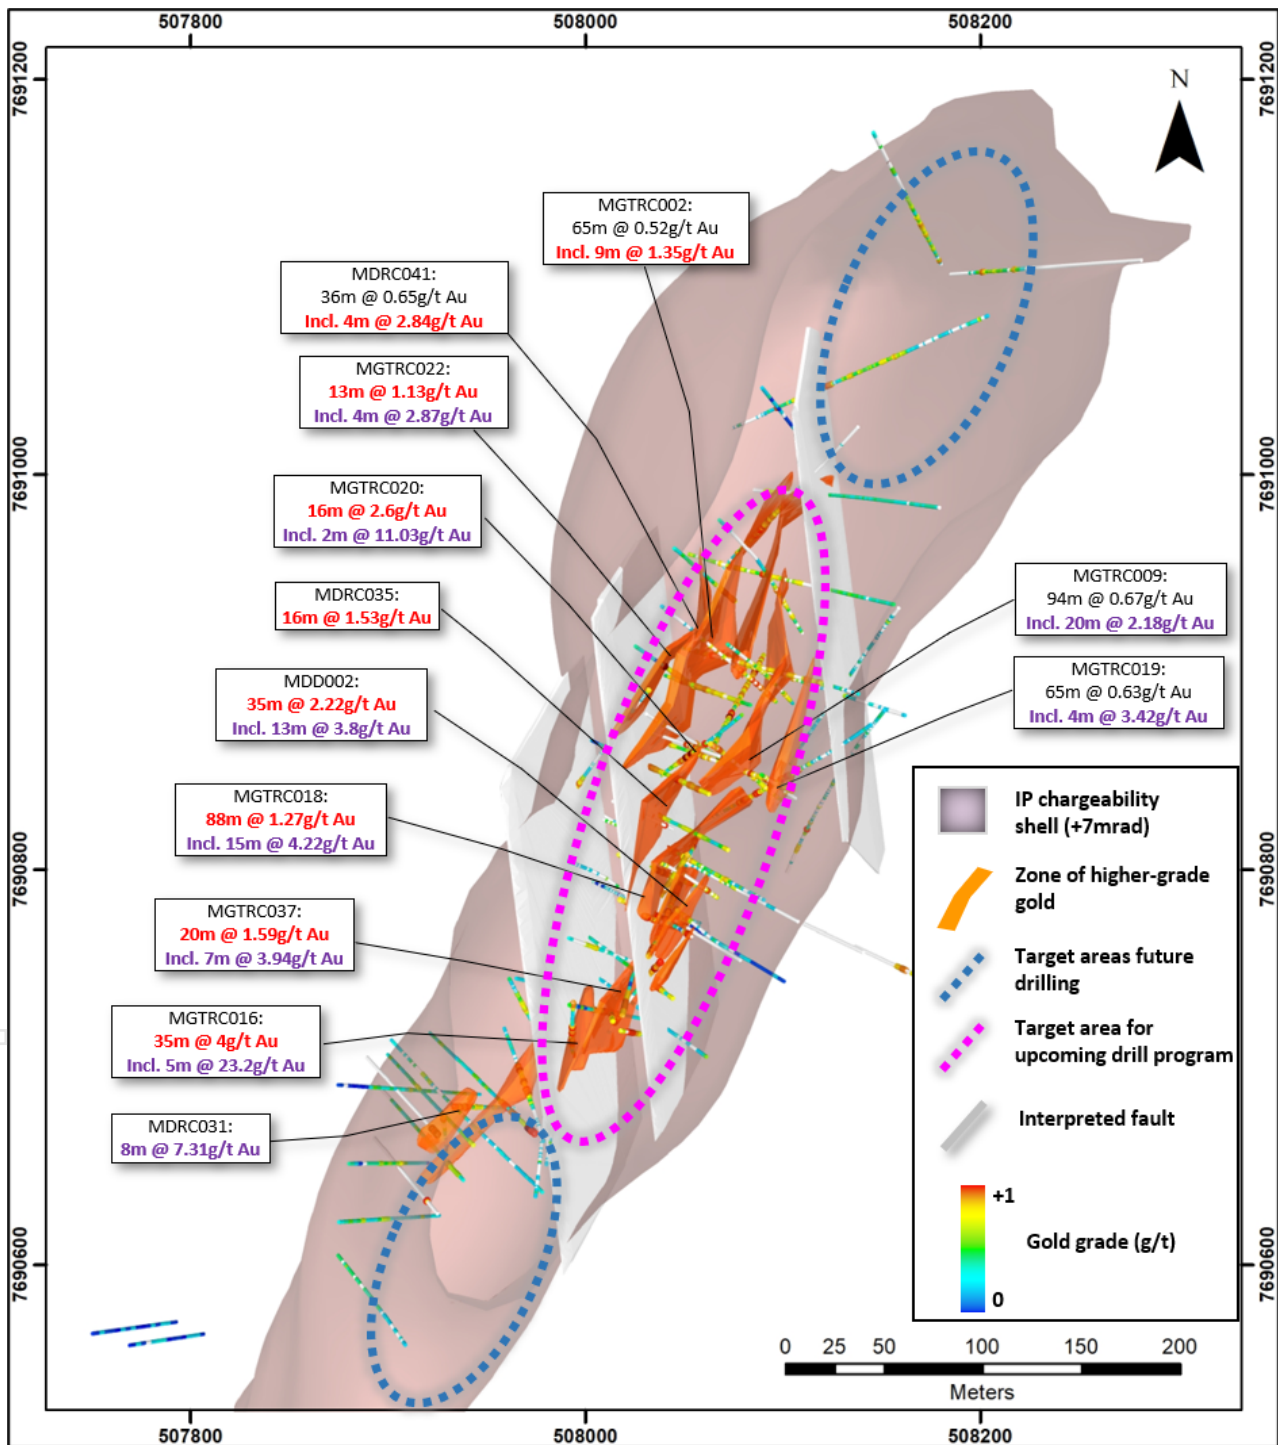 507800
508000
508200
7691200
7691200
N
MGTRC002:
65m @ 0.52g/t Au
Incl. 9m @ 1.35g/t Au
MDRC041:
36m @ 0.65g/t Au
Incl. 4m @ 2.84g/t Au
MGTRC022:
13m @ 1.13g/t Au
Incl. 4m @ 2.87g/t Au
7691000
7691000
MGTRC020:
16m @ 2.6g/t Au
Incl. 2m @ 11.03g/t Au
MDRC035:
16m @ 1.53g/t Au
MGTRC009:
94m @ 0.67g/t Au
Incl. 20m @ 2.18g/t Au
MDD002:
35m @ 2.22g/t Au
Incl. 13m @ 3.8g/t Au
MGTRC019:
65m @ 0.63g/t Au
Incl. 4m @ 3.42g/t Au
MGTRC018:
88m @ 1.27g/t Au
Incl. 15m @ 4.22g/t Au
7690800
7690800
MGTRC037:
20m @ 1.59g/t Au
Incl. 7m @ 3.94g/t Au
MGTRC016:
35m @ 4g/t Au
Incl. 5m @ 23.2g/t Au
MDRC031:
8m @ 7.31g/t Au
IP chargeability
shell (+7mrad)
Zone of higher-grade
gold
Target areas future
drilling
Target area for
upcoming drill program
Interpreted fault
+1
Gold grade (g/t)
0
7690600
7690600
0 25 50 100 150 200
Meters
507800
508000
508200